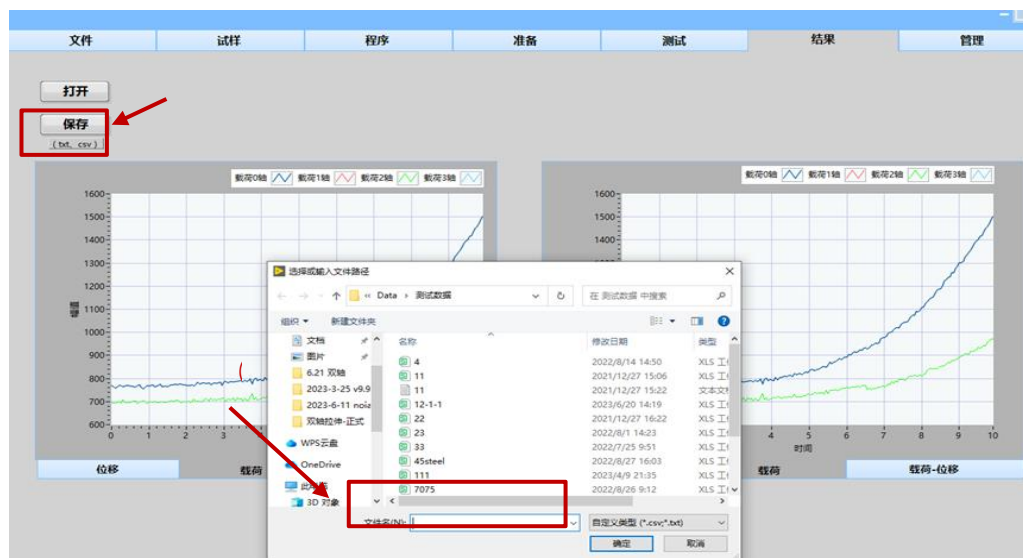 文件 试样 程序 准备 测试 结果 管理
打开
保存
(txt、csv)
载荷0轴 载荷1轴 载荷2轴 载荷3轴
载荷0轴 载荷1轴 载荷2轴 载荷3轴
1600
1500
1400
1300
1200
1100
1000
900
800
700
600
幅值
0 1 2 3
1600
1500
1400
4 5 6 7 8 9 10
时间
位移 载荷
载荷 载荷-位移
选择或输入文件路径
« Data › 测试数据
在 测试数据 中搜索
组织 新建文件夹
文档
图片
6.21 双轴
2023-3-25 v9.9
2023-6-11 noia
双轴拉伸-正式
WPS云盘
OneDrive
3D 对象
名称 修改日期 类型
4 2022/8/14 14:50 XLS 工
11 2021/12/27 15:06 XLS 工
11 2021/12/27 15:22 文本文
12-1-1 2023/6/20 14:19 XLS 工
22 2021/12/27 16:22 XLS 工
23 2022/8/1 14:23 XLS 工
33 2022/7/25 9:51 XLS 工
45steel 2022/8/27 16:03 XLS 工
111 2023/4/9 21:35 XLS 工
7075 2022/8/26 9:12 XLS 工
文件名(N):
自定义类型 (*.csv;*.txt)
确定 取消